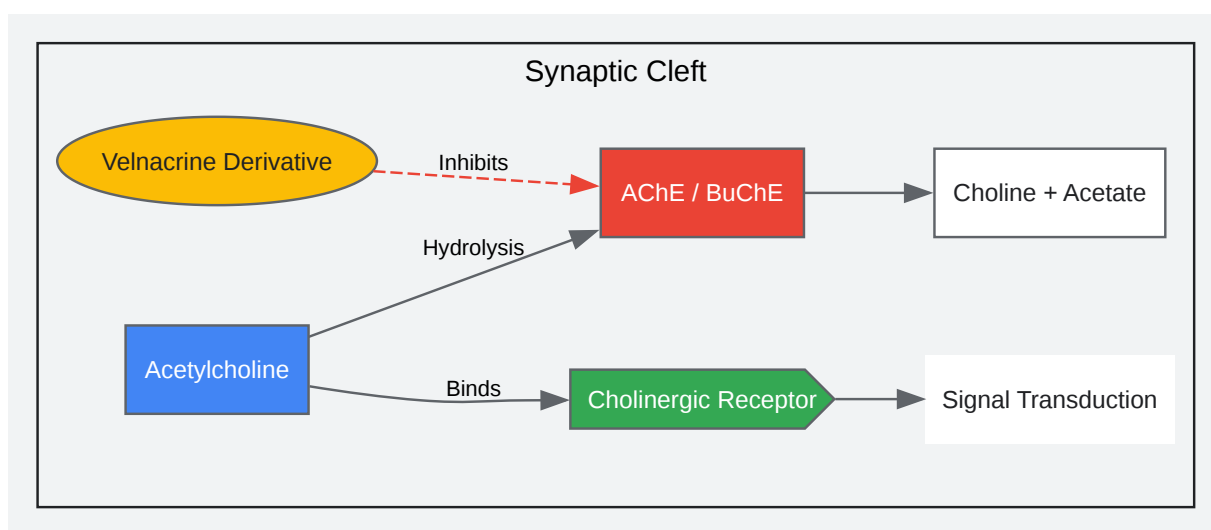 Synaptic Cleft
Velnacrine Derivative
Inhibits
AChE / BuChE
Choline + Acetate
Hydrolysis
Acetylcholine
Binds
Cholinergic Receptor
Signal Transduction